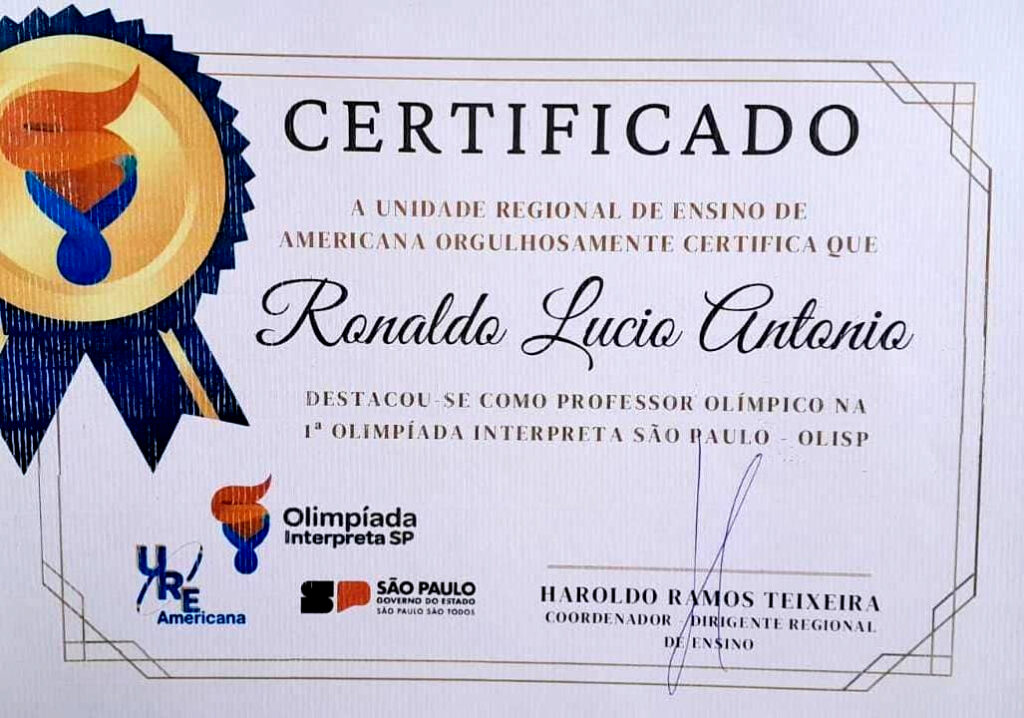 CERTIFICADO
A UNIDADE REGIONAL DE ENSINO DE
AMERICANA ORGULHOSAMENTE CERTIFICA QUE
Ronaldo Lucio Antonio
DESTACOU-SE COMO PROFESSOR OLÍMPICO NA
1ª OLIMPÍADA INTERPRETA SÃO PAULO - OLISP
Olimpíada
Interpreta SP
URE
Americana
SP
SÃO PAULO
GOVERNO DO ESTADO
SÃO PAULO SÃO TODOS
HAROLDO RAMOS TEIXEIRA
COORDENADOR - DIRIGENTE REGIONAL
DE ENSINO